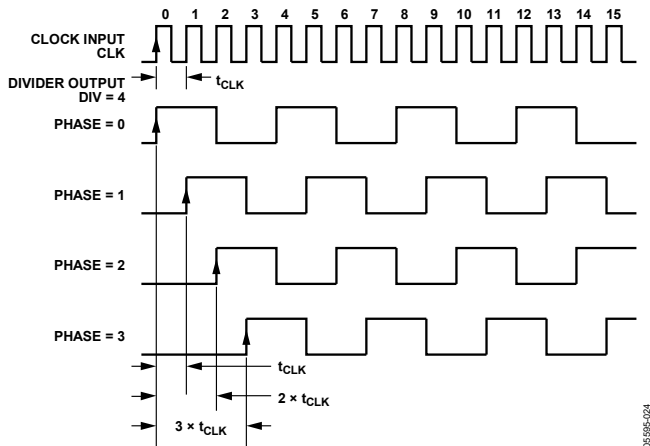 0 1 2 3 4 5 6 7 8 9 10 11 12 13 14 15
CLOCK INPUT
CLK
DIVIDER OUTPUT
DIV = 4
tCLK
PHASE = 0
PHASE = 1
PHASE = 2
PHASE = 3
tCLK
2 × tCLK
3 × tCLK
05595-024